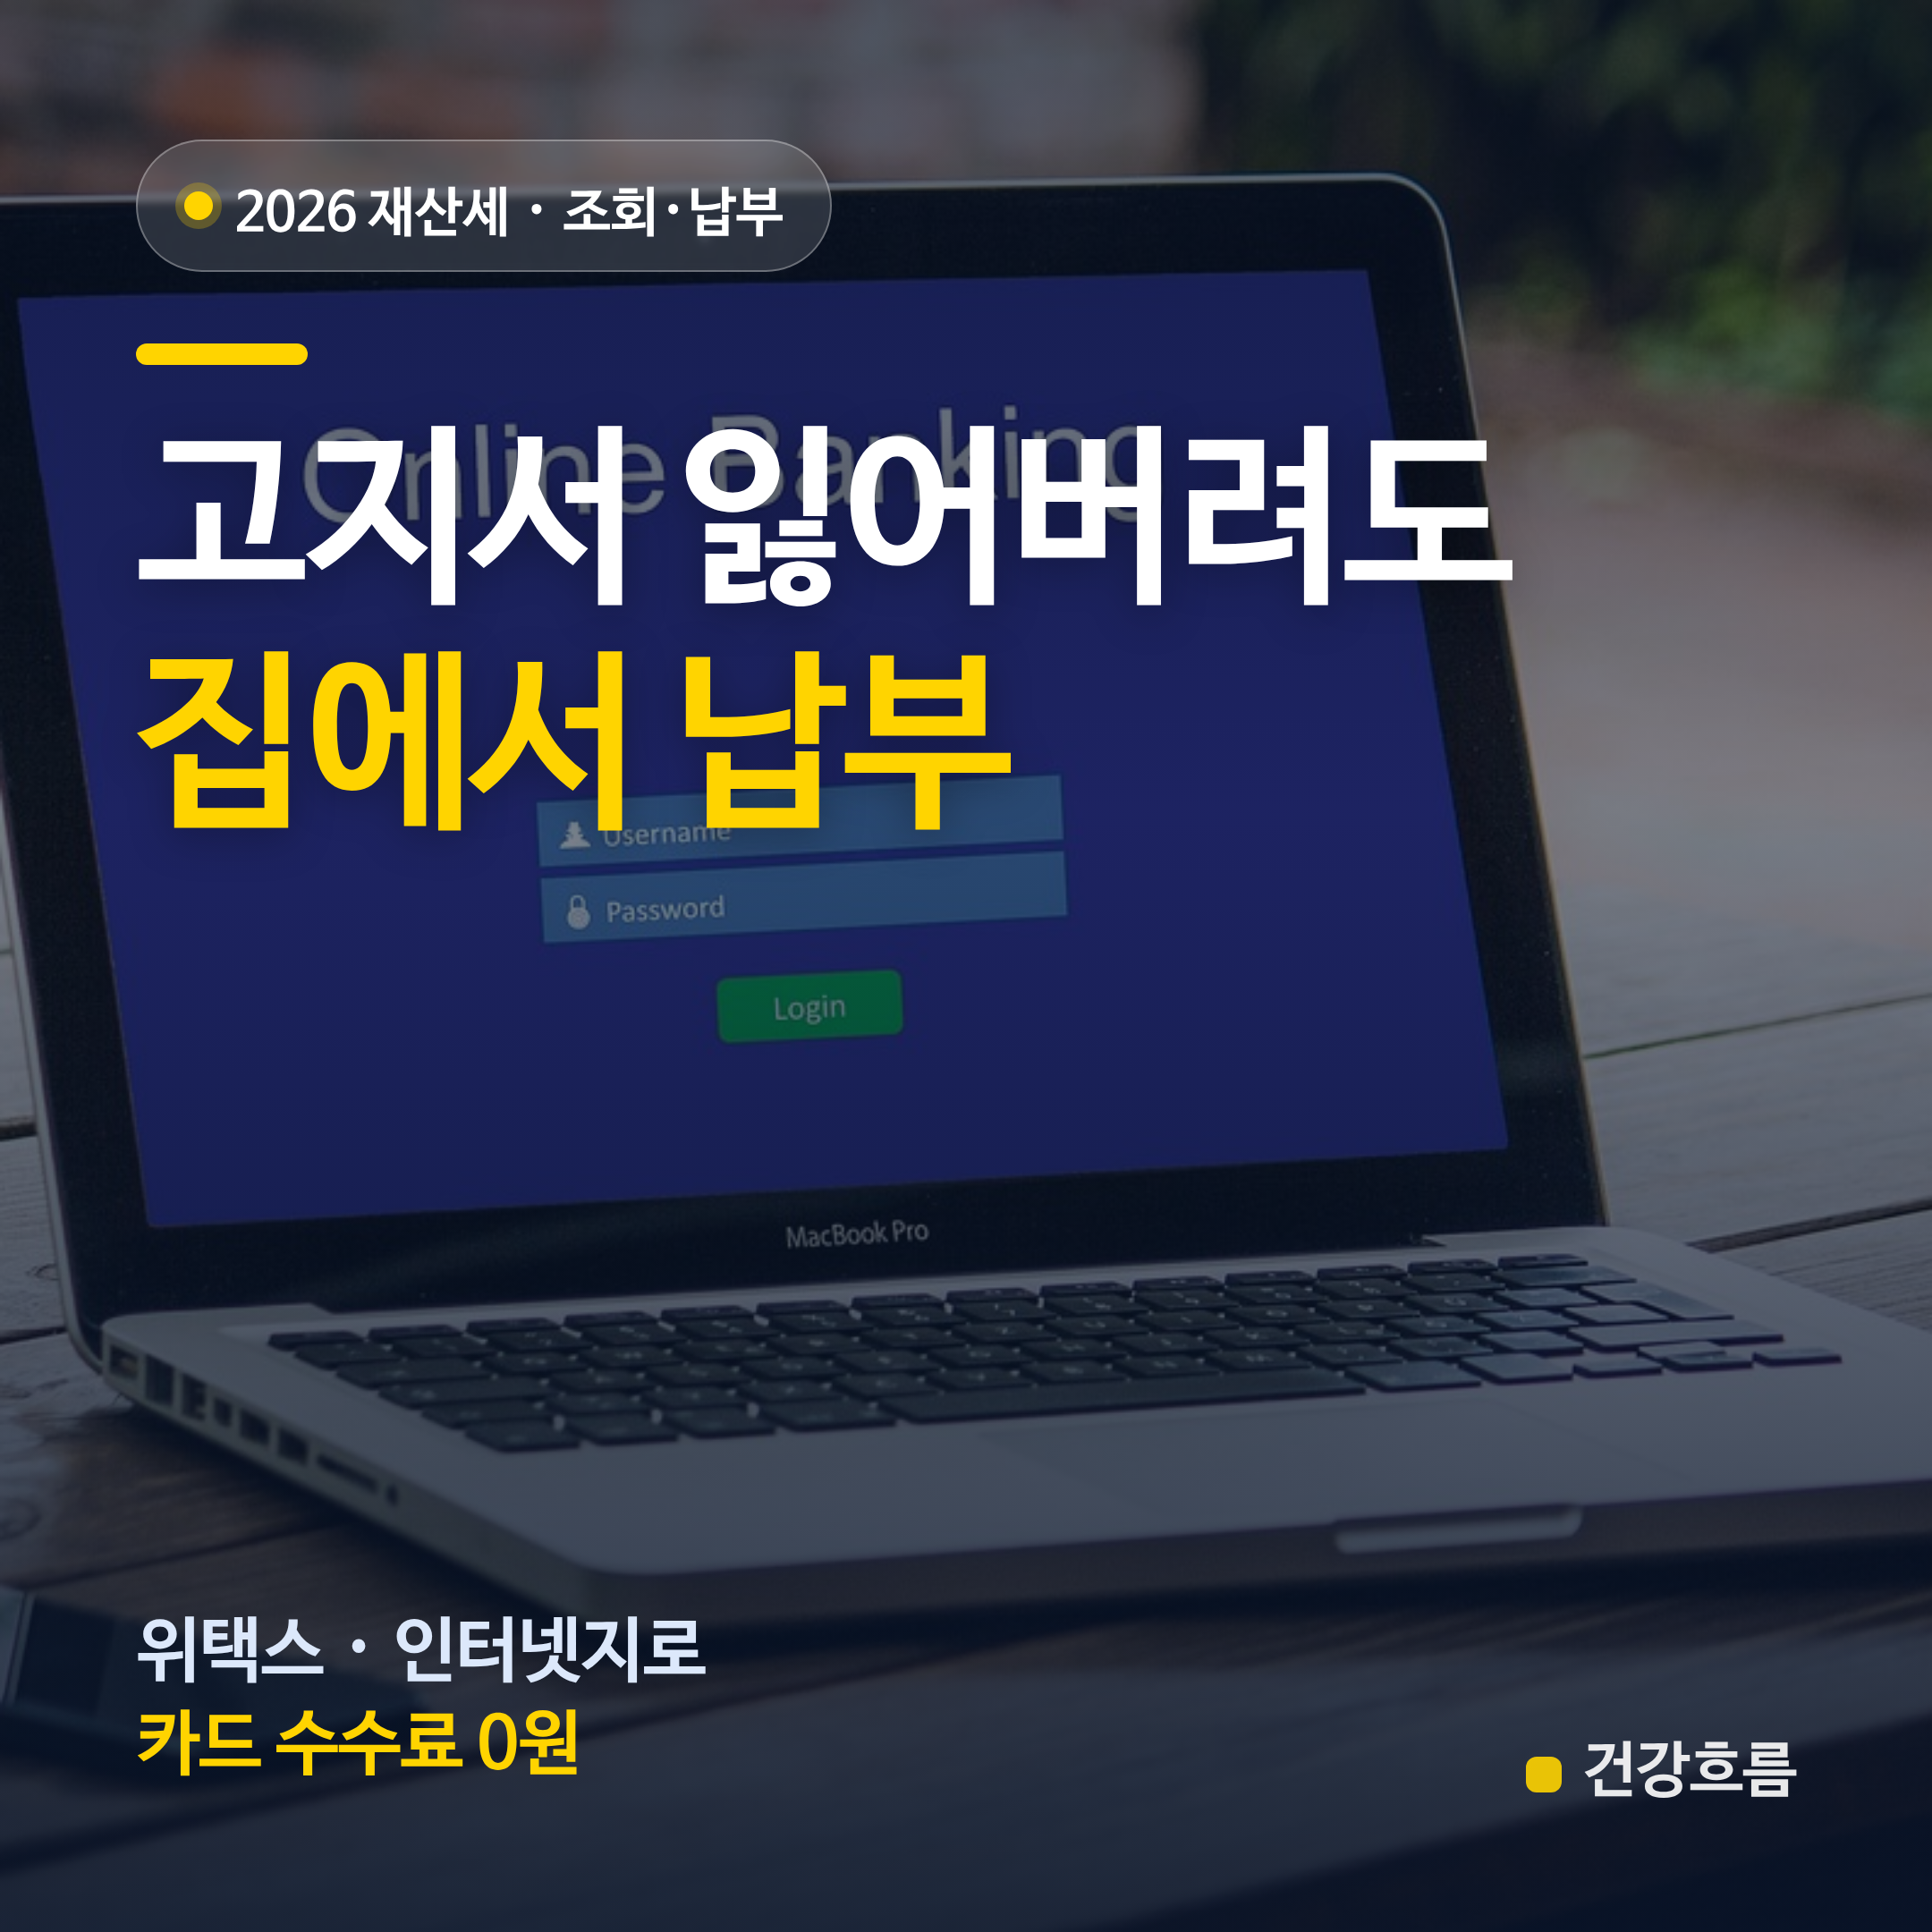 2026 재산세 · 조회·납부
Online Banking
고지서 잃어버려도
집에서 납부
Username
Password
Login
MacBook Pro
위택스 · 인터넷지로
카드 수수료 0원
건강흐름